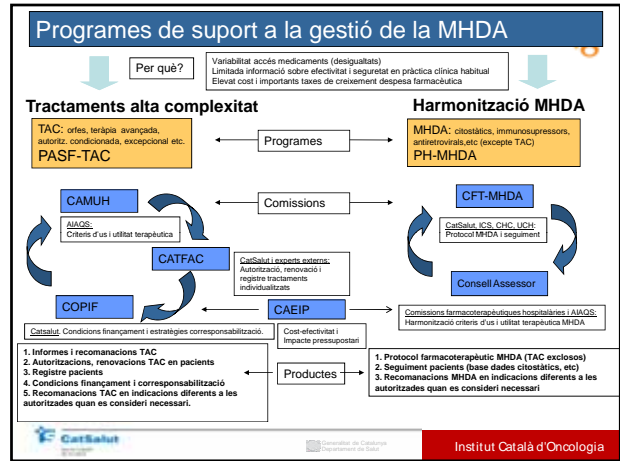 Programes de suport a la gestió de la MHDA
Per què?
Variabilitat accés medicaments (desigualtats)
Limitada informació sobre efectivitat i seguretat en pràctica clínica habitual
Elevat cost i importants taxes de creixement despesa farmacèutica
Tractaments alta complexitat
Harmonització MHDA
TAC: orfes, teràpia avançada,
autoritz. condicionada, excepcional etc.
PASF-TAC
Programes
MHDA: citostàtics, immunosupressors,
antiretrovirals,etc (excepte TAC)
PH-MHDA
CAMUH
Comissions
CFT-MHDA
AIAQS:
Criteris d'us i utilitat terapèutica
CatSalut, ICS, CHC, UCH:
Protocol MHDA i seguiment
CATFAC
CatSalut i experts externs:
Autorització, renovació i
registre tractaments
individualitzats
Consell Assessor
COPIF
CAEIP
Catsalut. Condicions finançament i estratègies corresponsabilització.
Cost-efectivitat i
Impacte pressupostari
Comissions farmacoterapèutiques hospitalàries i AIAQS:
Harmonització criteris d'us i utilitat terapèutica MHDA
1. Informes i recomanacions TAC
2. Autoritzacions, renovacions TAC en pacients
3. Registre pacients
4. Condicions finançament i corresponsabilització
5. Recomanacions TAC en indicacions diferents a les
autoritzades quan es consideri necessari.
Productes
1. Protocol farmacoterapèutic MHDA (TAC exclosos)
2. Seguiment pacients (base dades citostàtics, etc)
3. Recomanacions MHDA en indicacions diferents a les
autoritzades quan es consideri necessari
CatSalut
Generalitat de Catalunya
Departament de Salut
Institut Català d'Oncologia